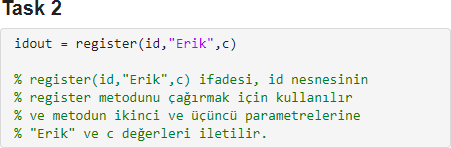 Task 2
idout = register(id,"Erik",c)
% register(id,"Erik",c) ifadesi, id nesnesinin
% register metodunu çağırmak için kullanılır
% ve metodun ikinci ve üçüncü parametrelerine
% "Erik" ve c değerleri iletilir.